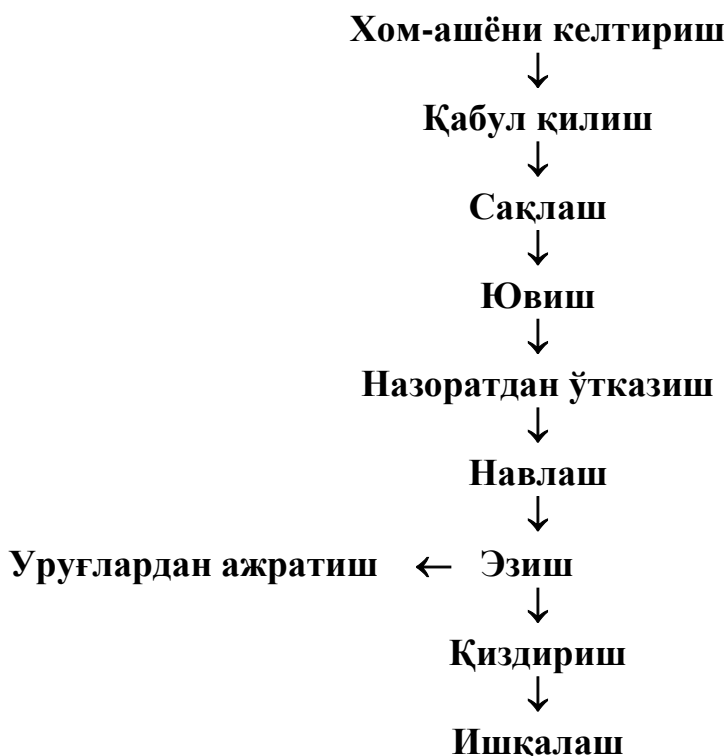 Хом-ашёни келтириш
↓
Қабул қилиш
↓
Сақлаш
↓
Ювиш
↓
Назоратдан ўтказиш
↓
Навлаш
↓
Уруғлардан ажратиш ← Эзиш
↓
Қиздириш
↓
Ишқалаш